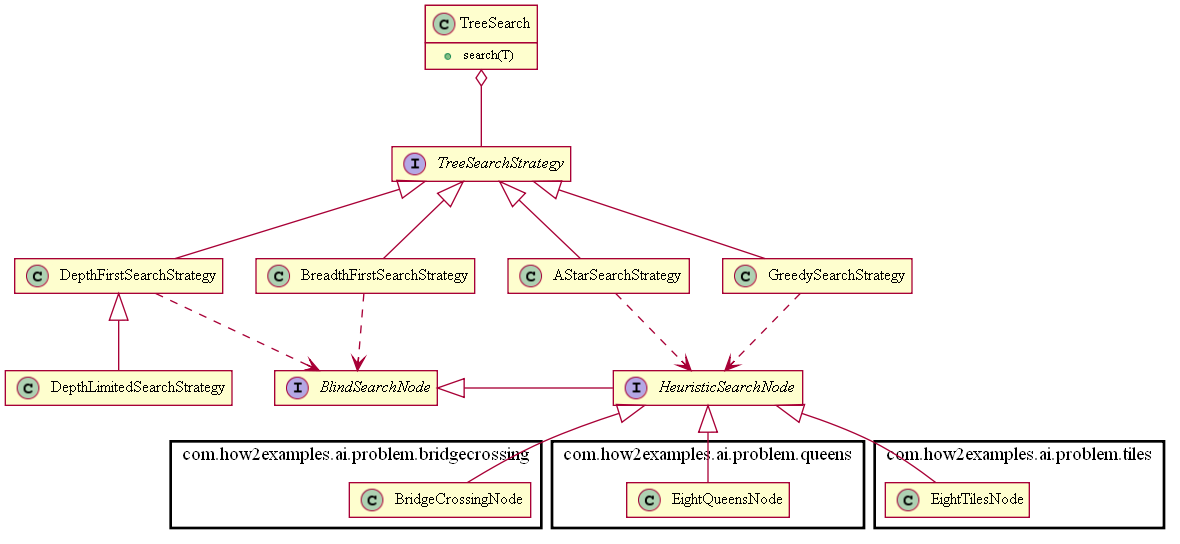 C TreeSearch
search(T)
I TreeSearchStrategy
C DepthFirstSearchStrategy
C BreadthFirstSearchStrategy
C AStarSearchStrategy
C GreedySearchStrategy
C DepthLimitedSearchStrategy
I BlindSearchNode
I HeuristicSearchNode
com.how2examples.ai.problem.bridgecrossing
com.how2examples.ai.problem.queens
com.how2examples.ai.problem.tiles
C BridgeCrossingNode
C EightQueensNode
C EightTilesNode